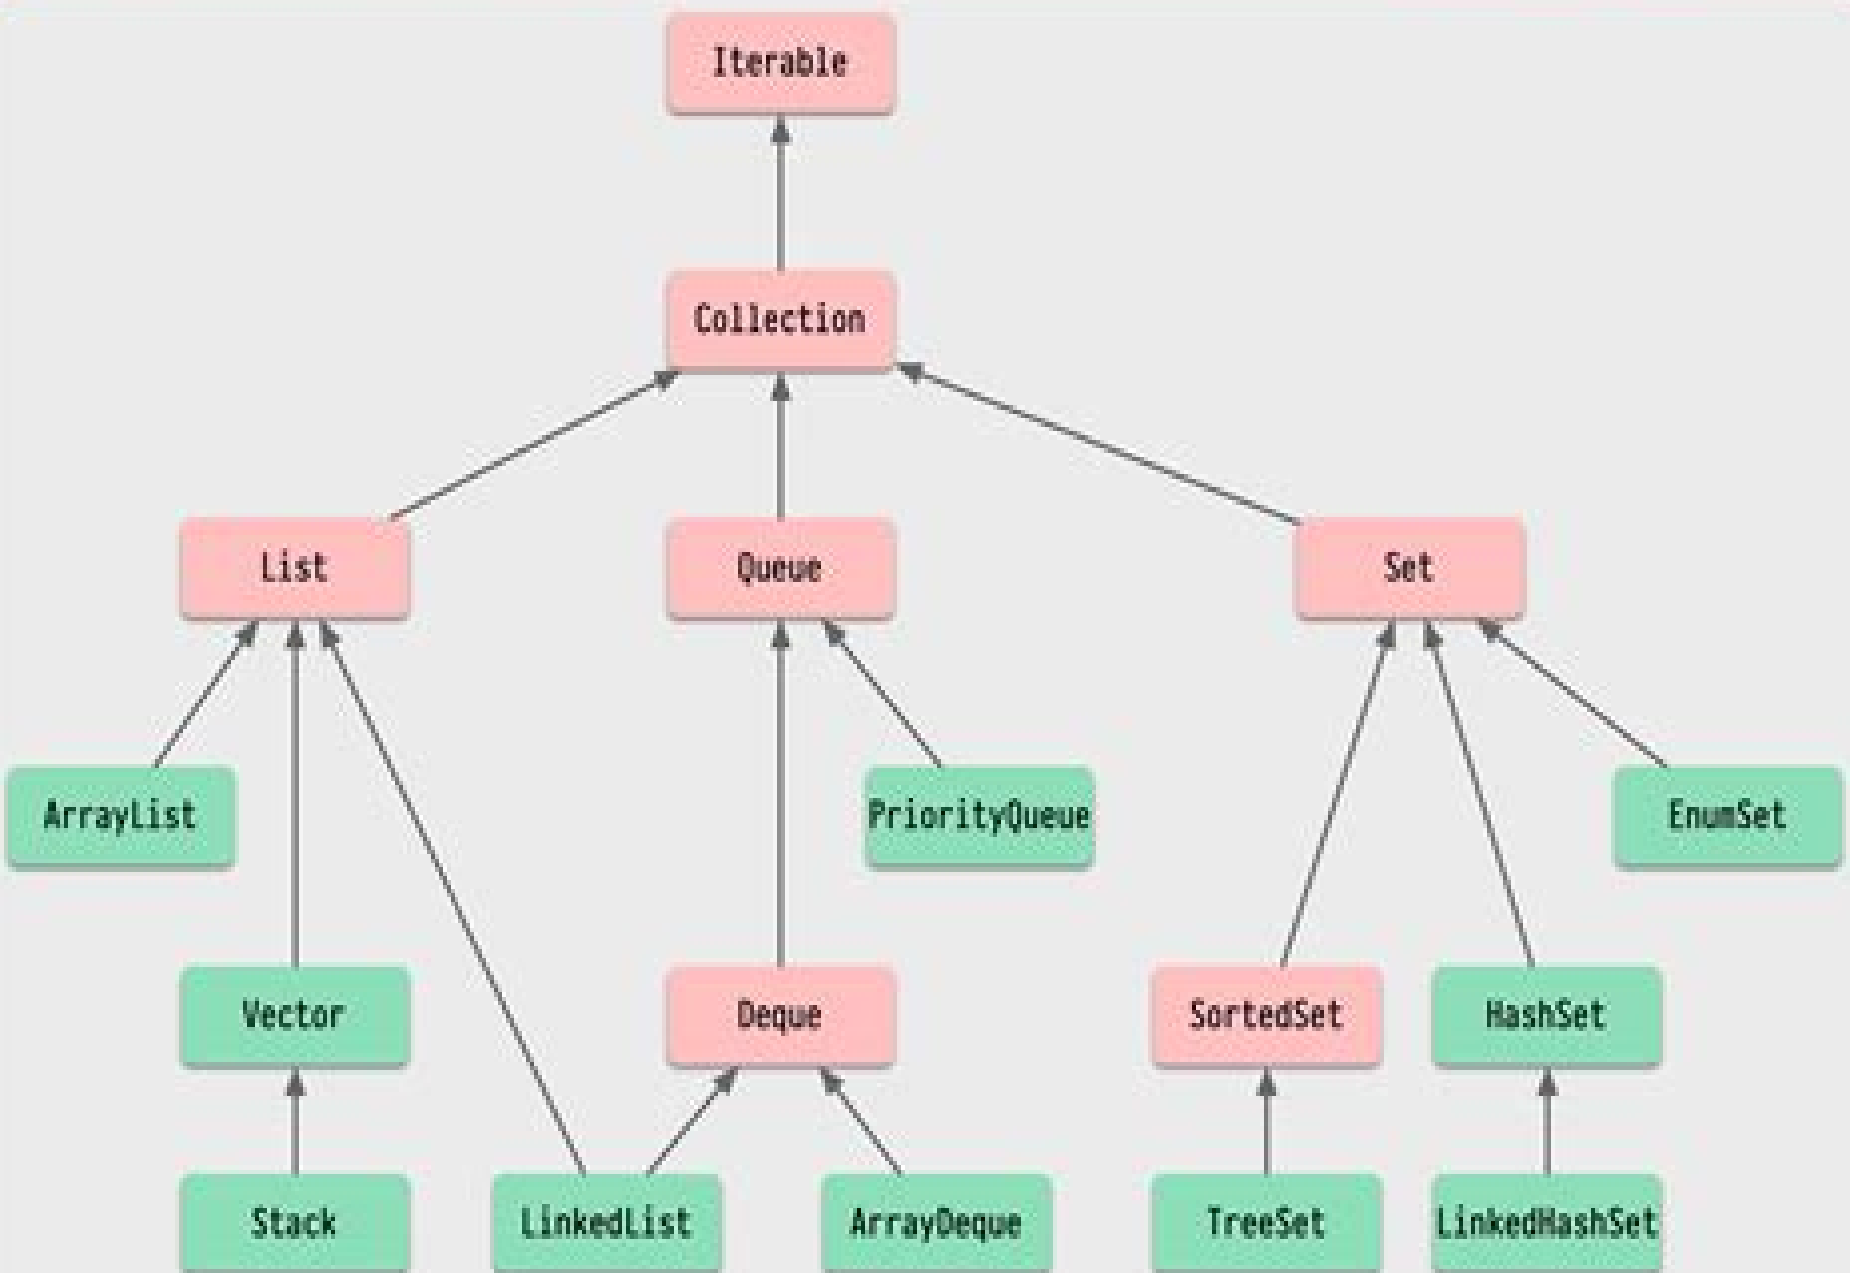 Iterable
Collection
List
Queue
Set
ArrayList
PriorityQueue
EnumSet
Vector
Deque
SortedSet
HashSet
Stack
LinkedList
ArrayDeque
TreeSet
LinkedHashSet